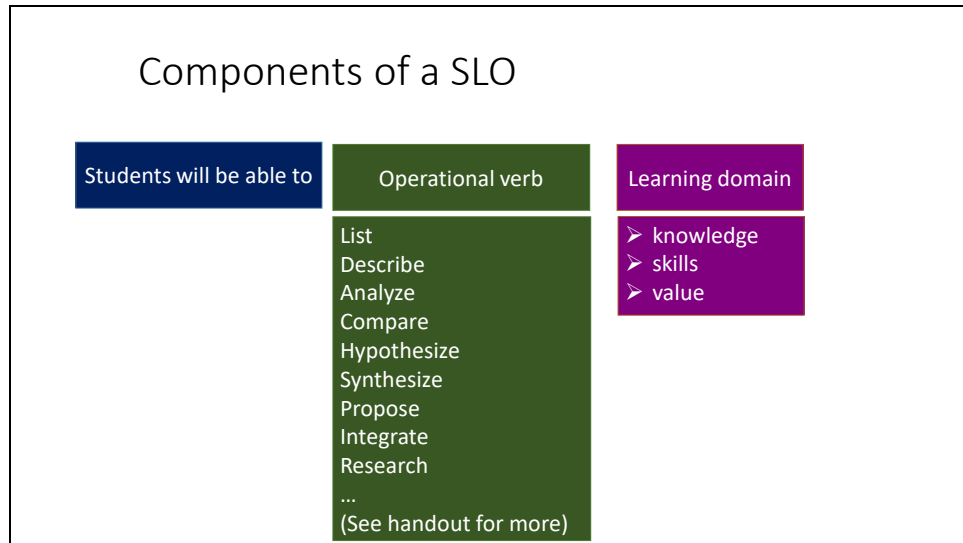 Components of a SLO
Students will be able to
Operational verb
List
Describe
Analyze
Compare
Hypothesize
Synthesize
Propose
Integrate
Research
…
(See handout for more)
Learning domain
➢ knowledge
➢ skills
➢ value